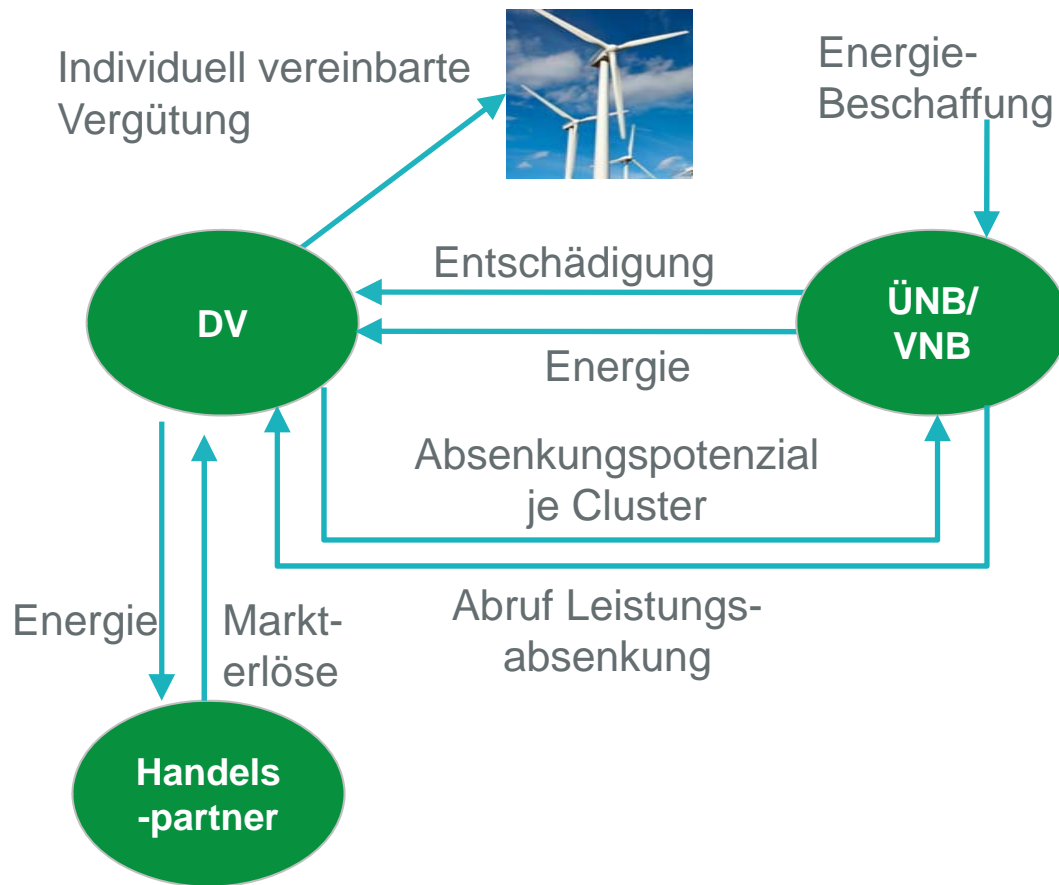 Individuell vereinbarte
Vergütung
Energie-
Beschaffung
Entschädigung
DV
ÜNB/
VNB
Energie
Absenkungspotenzial
je Cluster
Abruf Leistungs-
absenkung
Energie
Markt-
erlöse
Handels
-partner